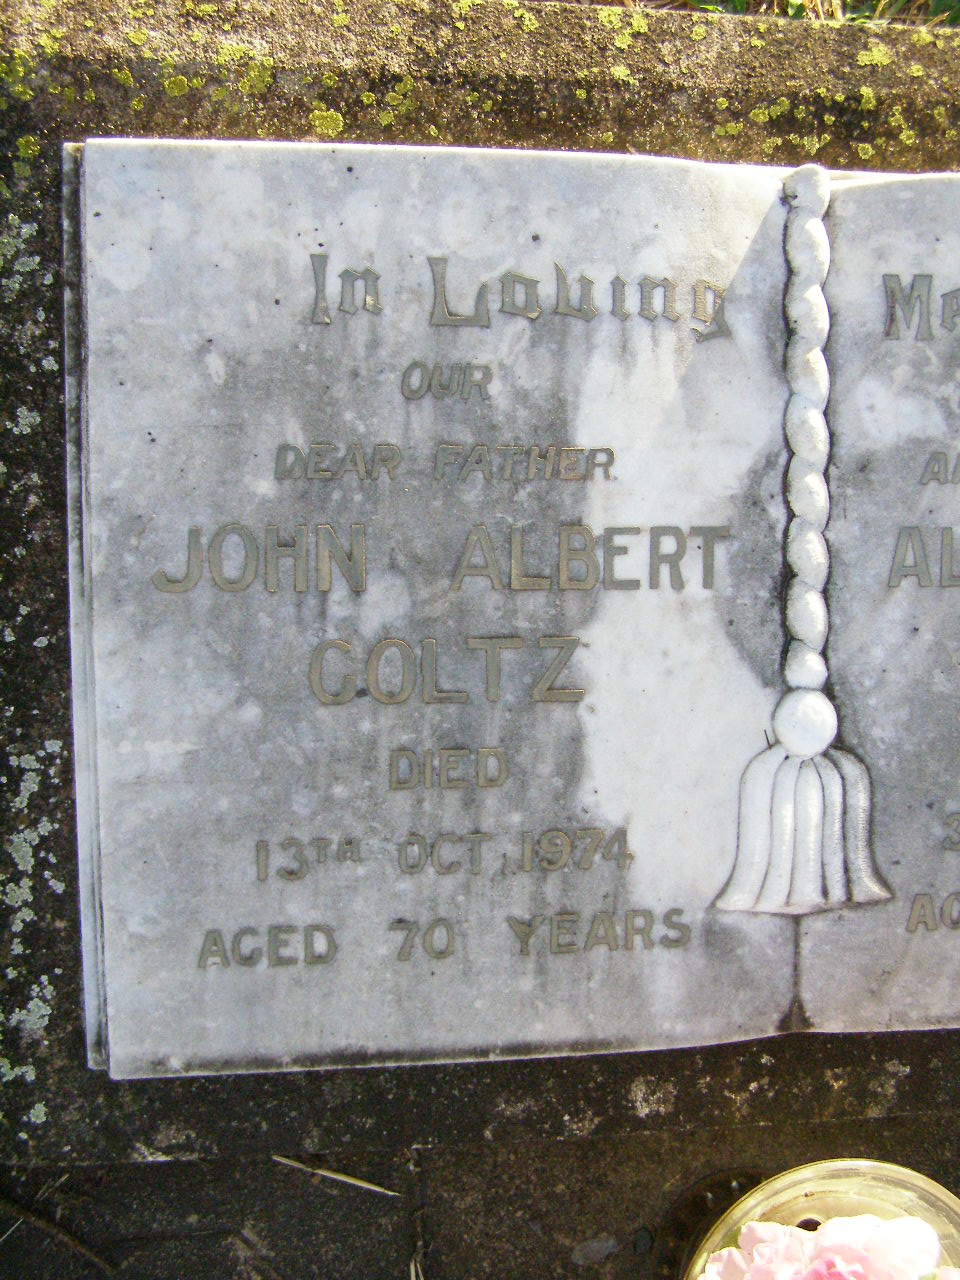 In Loving
OUR
DEAR FATHER
JOHN ALBERT
GOLTZ
DIED
13TH OCT. 1974
AGED 70 YEARS